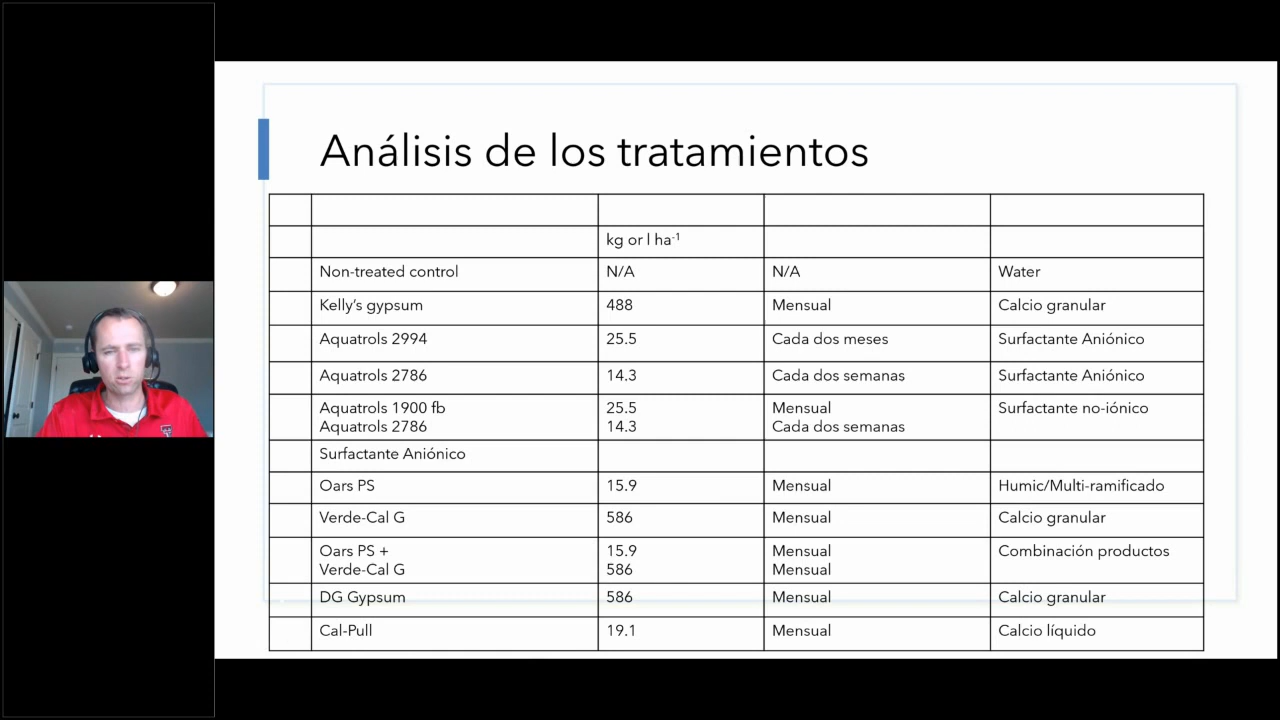 Análisis de los tratamientos
kg or l ha-1
Non-treated control N/A N/A Water
Kelly's gypsum 488 Mensual Calcio granular
Aquatrols 2994 25.5 Cada dos meses Surfactante Aniónico
Aquatrols 2786 14.3 Cada dos semanas Surfactante Aniónico
Aquatrols 1900 fb 25.5 Mensual Surfactante no-iónico
Aquatrols 2786 14.3 Cada dos semanas
Surfactante Aniónico
Oars PS 15.9 Mensual Humic/Multi-ramificado
Verde-Cal G 586 Mensual Calcio granular
Oars PS + 15.9 Mensual Combinación productos
Verde-Cal G 586 Mensual
DG Gypsum 586 Mensual Calcio granular
Cal-Pull 19.1 Mensual Calcio líquido